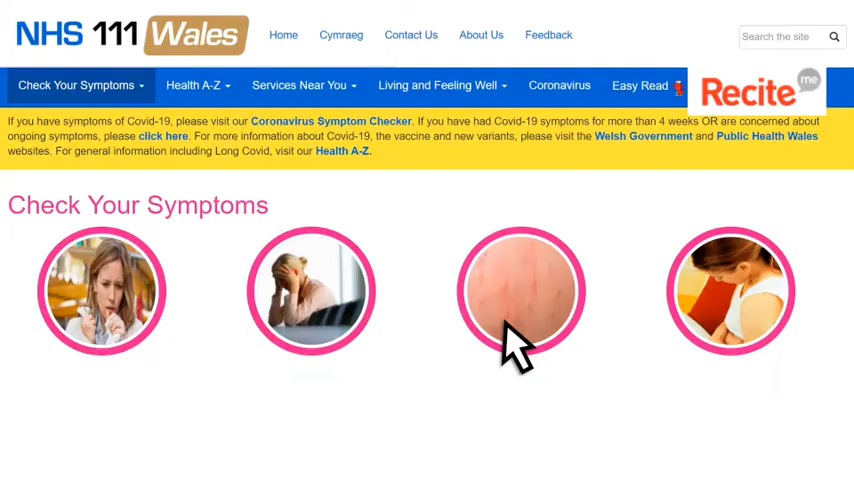 NHS 111 Wales
Home Cymraeg Contact Us About Us Feedback
Search the site
Check Your Symptoms Health A-Z Services Near You Living and Feeling Well Coronavirus Easy Read
Recite me
If you have symptoms of Covid-19, please visit our Coronavirus Symptom Checker. If you have had Covid-19 symptoms for more than 4 weeks OR are concerned about
ongoing symptoms, please click here. For more information about Covid-19, the vaccine and new variants, please visit the Welsh Government and Public Health Wales
websites. For general information including Long Covid, visit our Health A-Z.
Check Your Symptoms